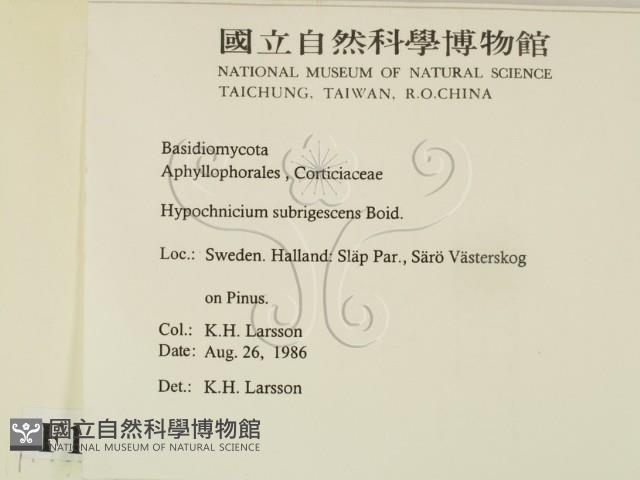 國立自然科學博物館
NATIONAL MUSEUM OF NATURAL SCIENCE
TAICHUNG, TAIWAN, R.O.CHINA
Basidiomycota
Aphyllophorales , Corticiaceae
Hypochnicium subrigescens Boid.
Loc.: Sweden. Halland: Släp Par., Särö Västerskog
on Pinus.
Col.: K.H. Larsson
Date: Aug. 26, 1986
Det.: K.H. Larsson
國立自然科學博物館
NATIONAL MUSEUM OF NATURAL SCIENCE